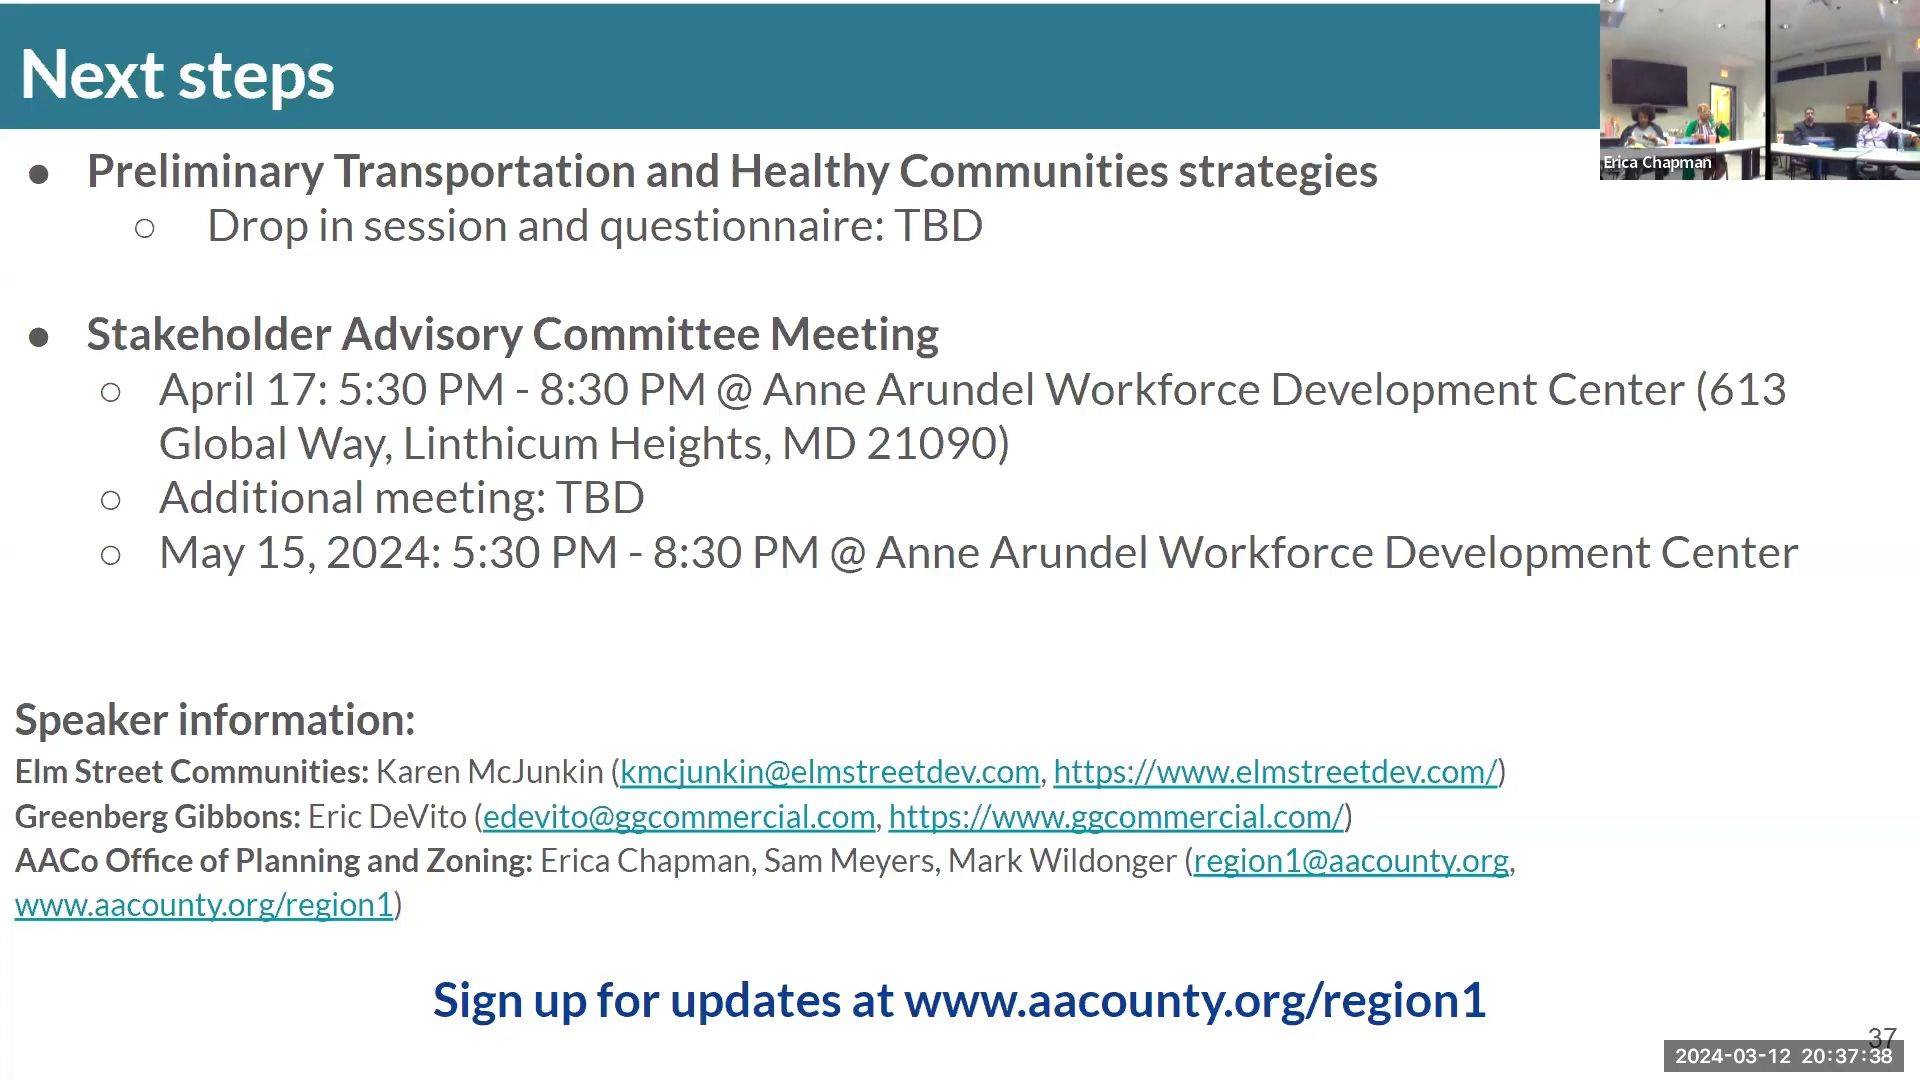 Next steps
Erica Chapman
● Preliminary Transportation and Healthy Communities strategies
○ Drop in session and questionnaire: TBD
● Stakeholder Advisory Committee Meeting
○ April 17: 5:30 PM - 8:30 PM @ Anne Arundel Workforce Development Center (613
Global Way, Linthicum Heights, MD 21090)
○ Additional meeting: TBD
○ May 15, 2024: 5:30 PM - 8:30 PM @ Anne Arundel Workforce Development Center
Speaker information:
Elm Street Communities: Karen McJunkin (kmcjunkin@elmstreetdev.com, https://www.elmstreetdev.com/)
Greenberg Gibbons: Eric DeVito (edevito@ggcommercial.com, https://www.ggcommercial.com/)
AACo Office of Planning and Zoning: Erica Chapman, Sam Meyers, Mark Wildonger (region1@aacounty.org,
www.aacounty.org/region1)
Sign up for updates at www.aacounty.org/region1
37
2024-03-12 20:37:38